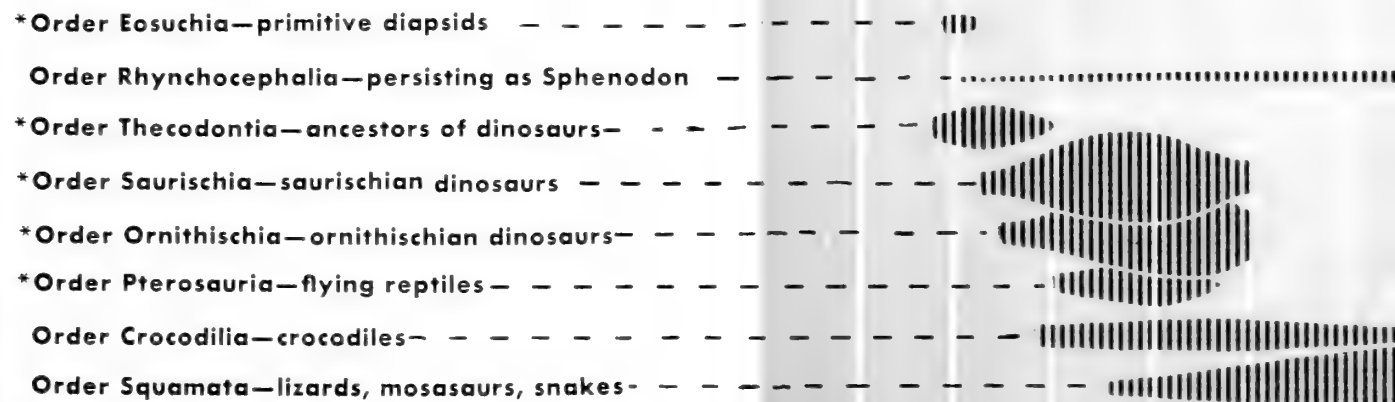 *Order Eosuchia—primitive diapsids
Order Rhynchocephalia—persisting as Sphenodon
*Order Thecodontia—ancestors of dinosaurs
*Order Saurischia—saurischian dinosaurs
*Order Ornithischia—ornithischian dinosaurs
*Order Pterosauria—flying reptiles
Order Crocodilia—crocodiles
Order Squamata—lizards, mosasaurs, snakes